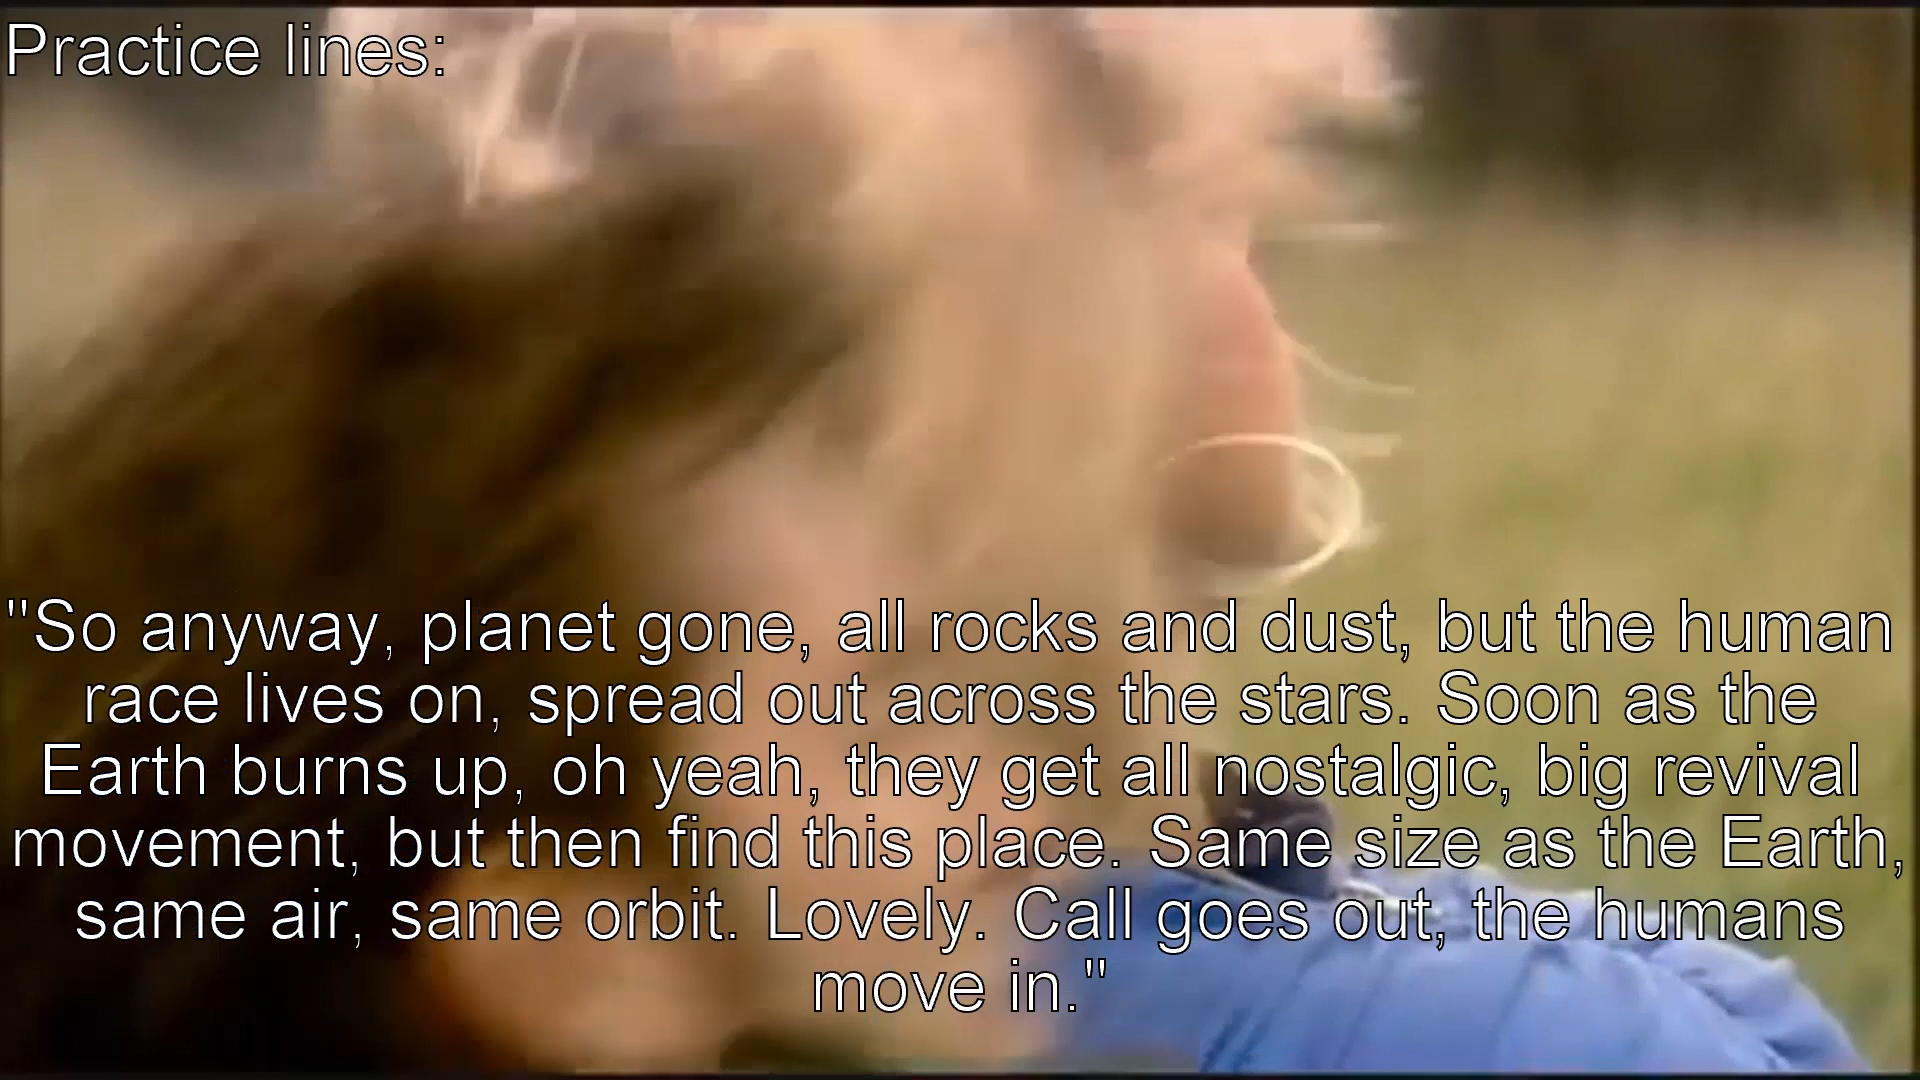 Practice lines:
"So anyway, planet gone, all rocks and dust, but the human
race lives on, spread out across the stars. Soon as the
Earth burns up, oh yeah, they get all nostalgic, big revival
movement, but then find this place. Same size as the Earth,
same air, same orbit. Lovely. Call goes out, the humans
move in."